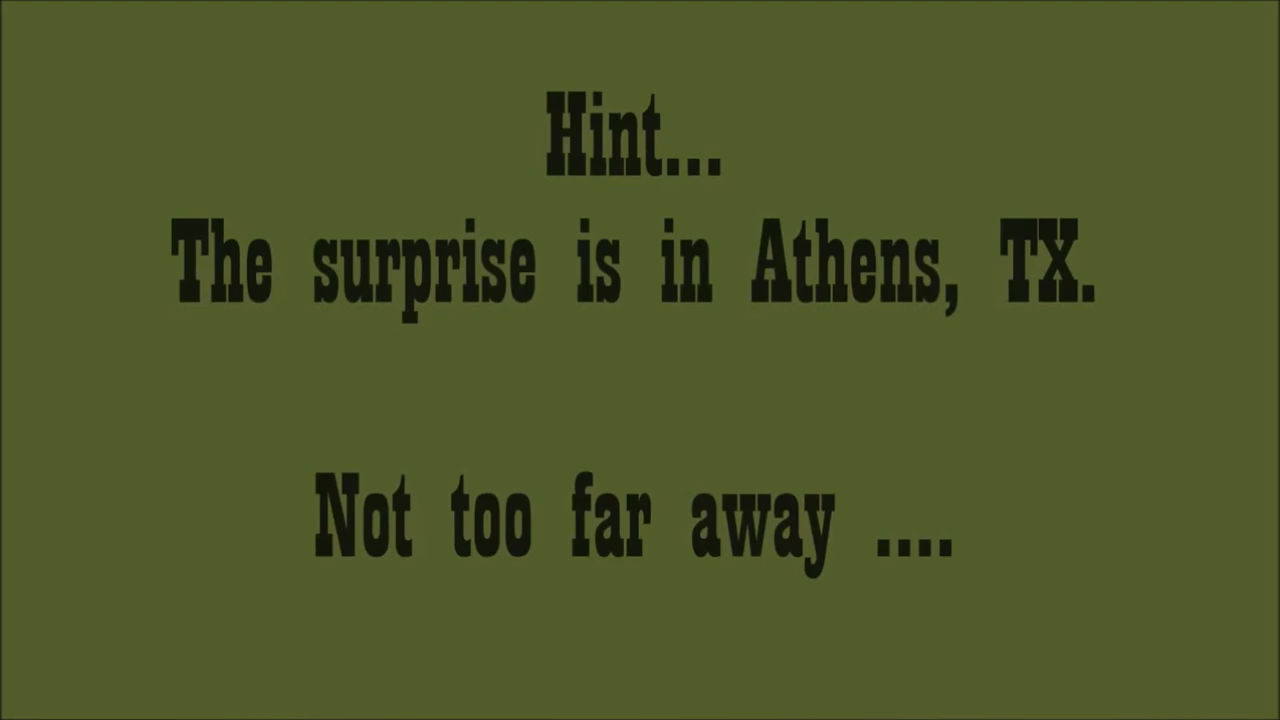 Hint...
The surprise is in Athens, TX.
Not too far away ....